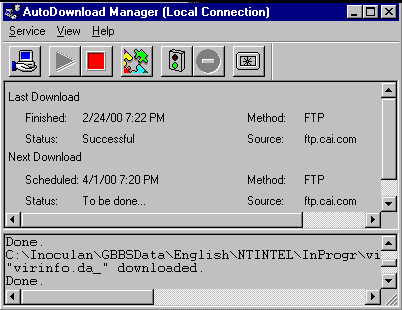 AutoDownload Manager (Local Connection)
Service View Help
Last Download
Finished: 2/24/00 7:22 PM Method: FTP
Status: Successful Source: ftp.cai.com
Next Download
Scheduled: 4/1/00 7:20 PM Method: FTP
Status: To be done... Source: ftp.cai.com
Done.
C:\Inoculan\GBBSData\English\NTINTEL\InProgr\vi
"virinfo.da_" downloaded.
Done.